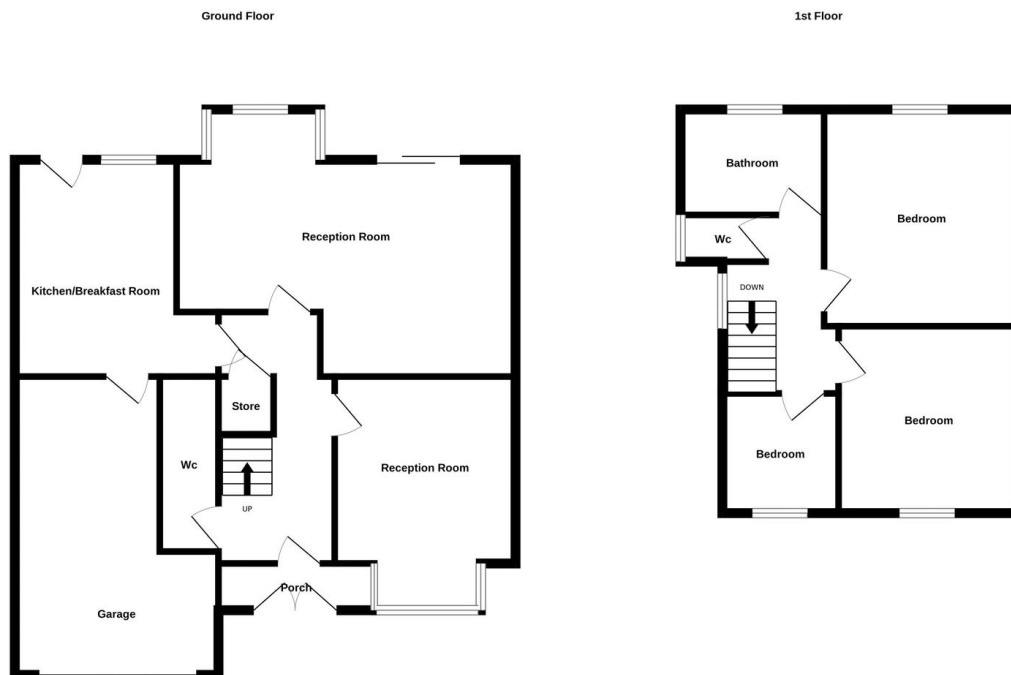 Ground Floor
Reception Room
Kitchen/Breakfast Room
Store
Wc
Reception Room
UP
Porch
Garage
1st Floor
Bathroom
Bedroom
Wc
DOWN
Bedroom
Bedroom